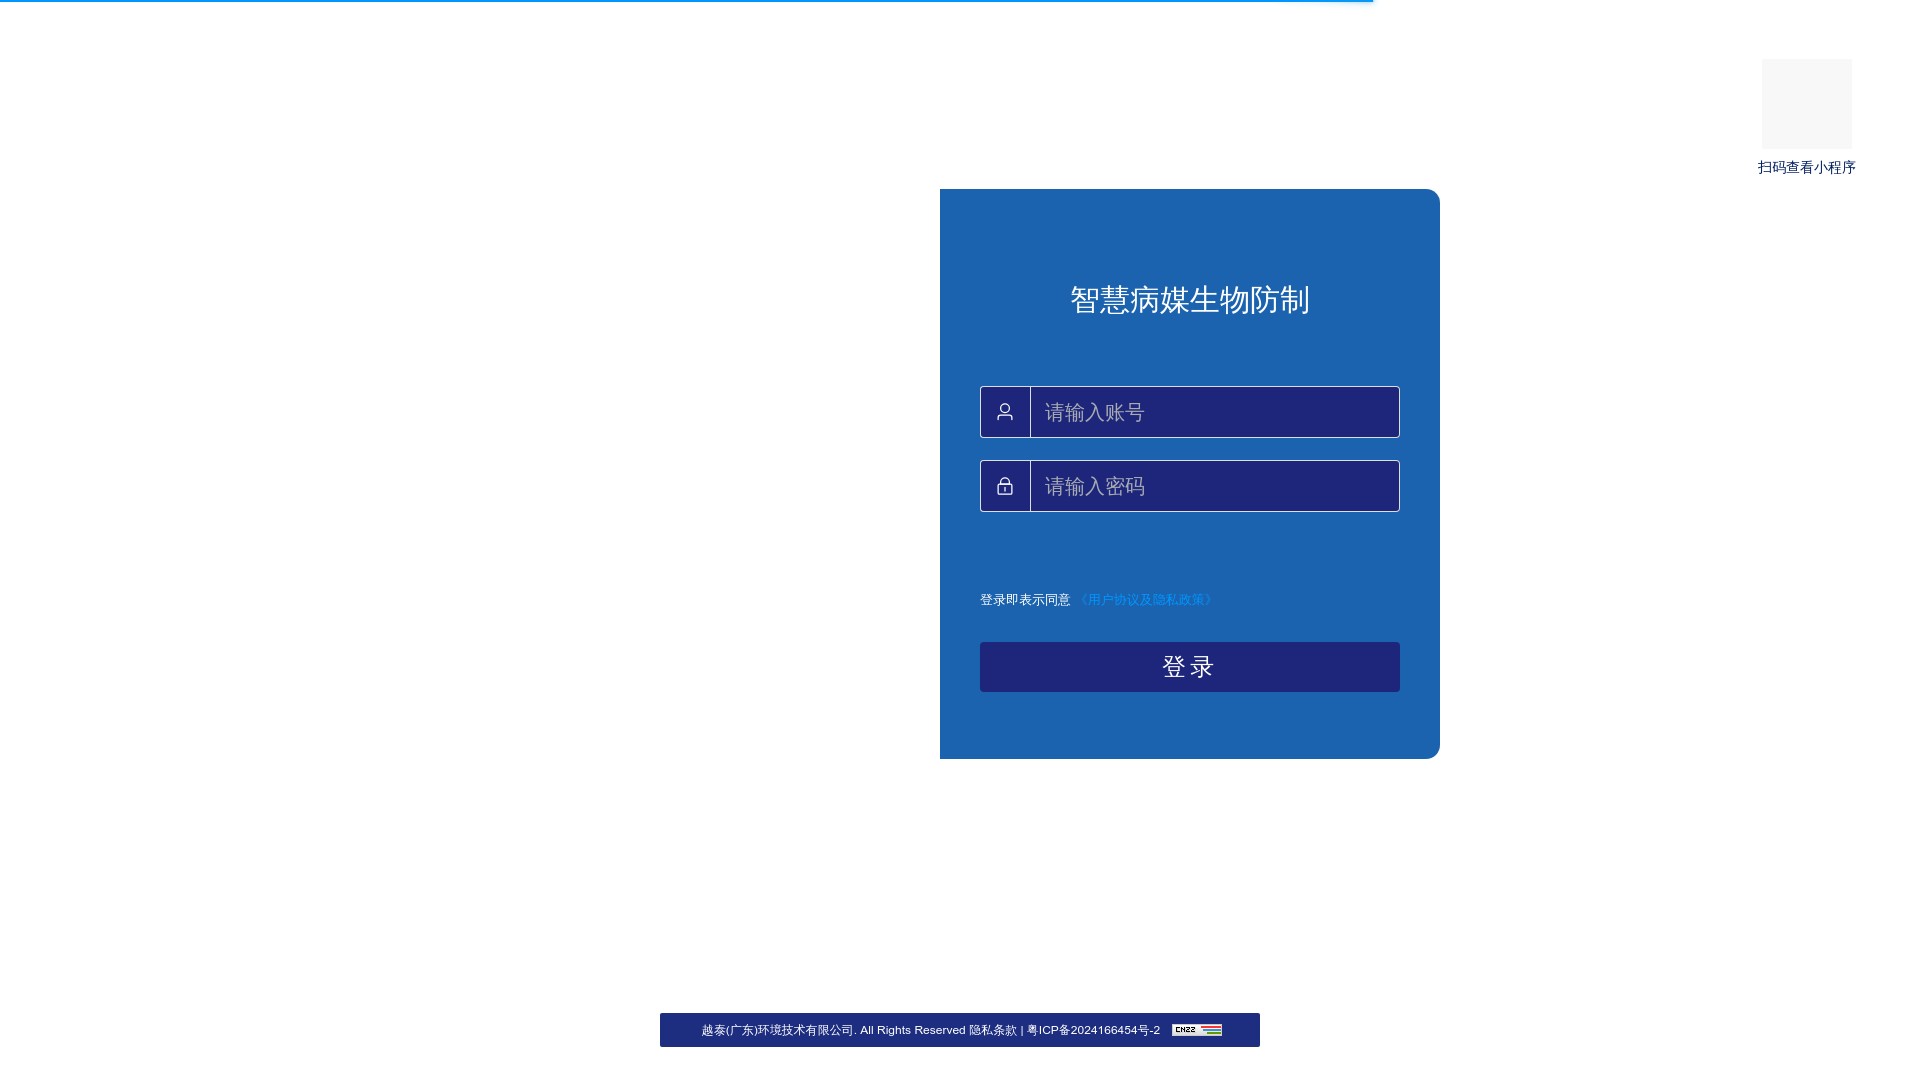 扫码查看小程序
智慧病媒生物防制
请输入账号
请输入密码
登录即表示同意 《用户协议及隐私政策》
登录
越泰(广东)环境技术有限公司. All Rights Reserved 隐私条款 | 粤ICP备2024166454号-2 CNZZ